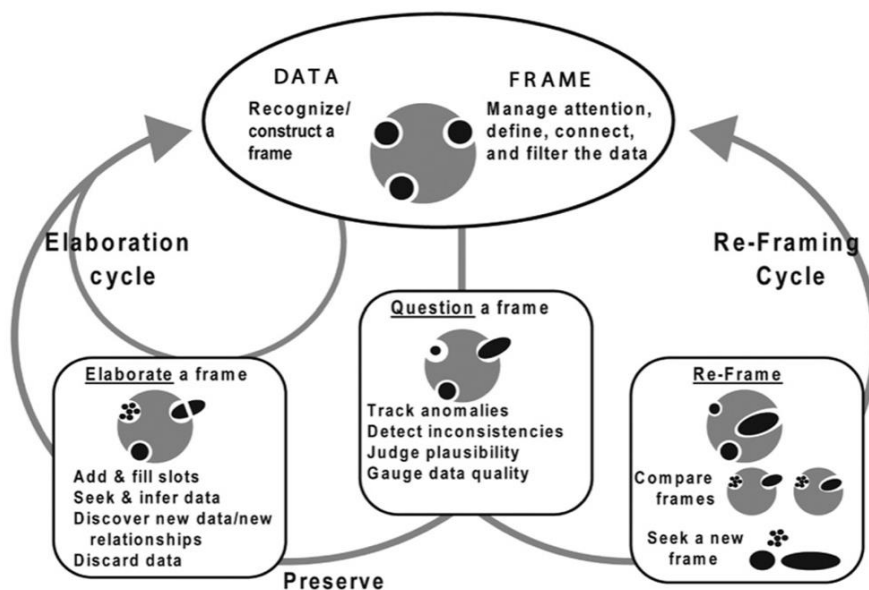 DATA
Recognize/
construct a
frame
FRAME
Manage attention,
define, connect,
and filter the data
Elaboration
cycle
Re-Framing
Cycle
Elaborate a frame
Add & fill slots
Seek & infer data
Discover new data/new
relationships
Discard data
Question a frame
Track anomalies
Detect inconsistencies
Judge plausibility
Gauge data quality
Re-Frame
Compare
frames
Seek a new
frame
Preserve